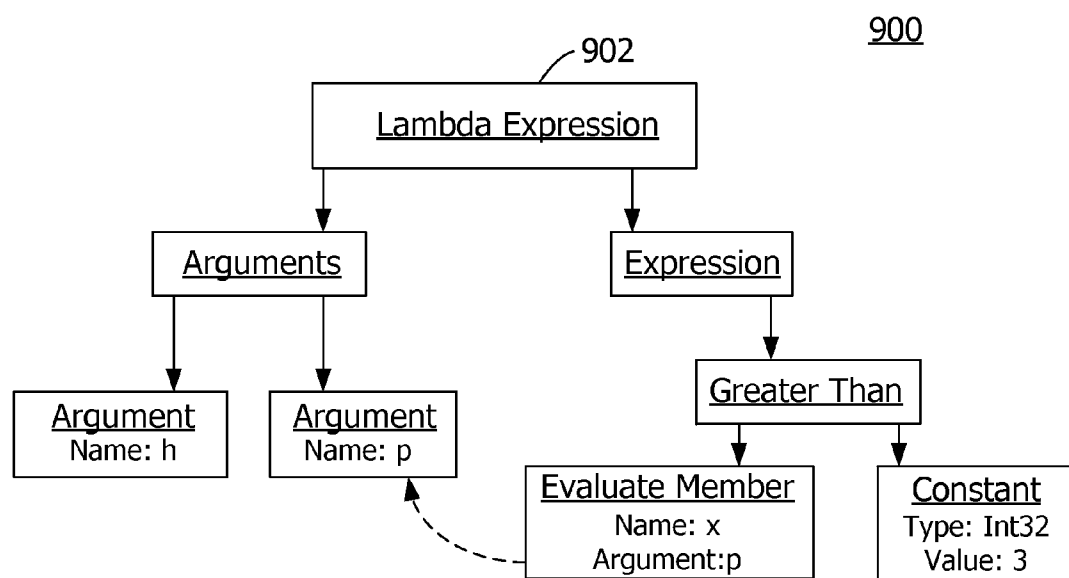 900
902
Lambda Expression
Arguments
Expression
Greater Than
Argument
Name: h
Argument
Name: p
Evaluate Member
Name: x
Argument:p
Constant
Type: Int32
Value: 3